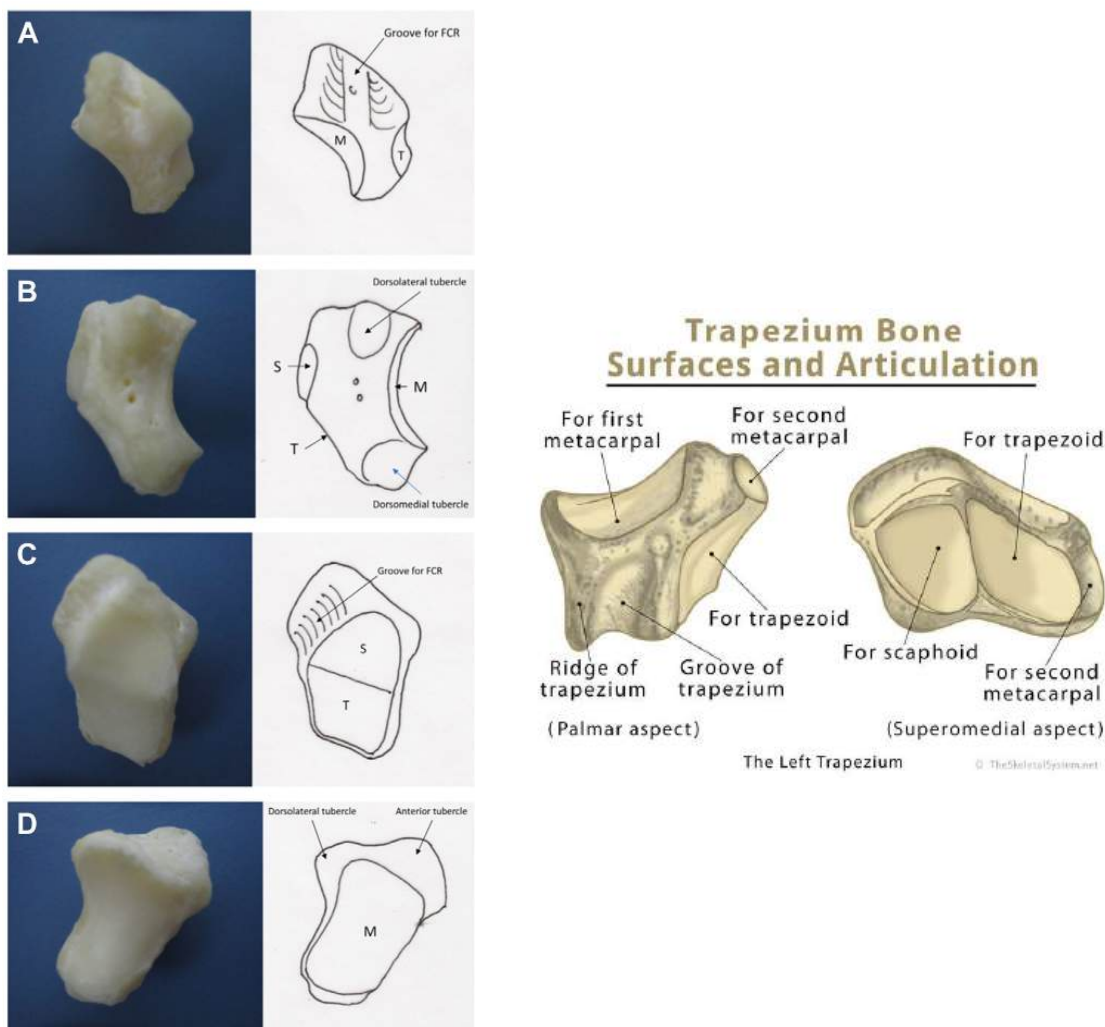 A
Groove for FCR
M
T
B
Dorsolateral tubercle
S
M
T
Dorsomedial tubercle
C
Groove for FCR
S
T
D
Dorsolateral tubercle
Anterior tubercle
M
Trapezium Bone
Surfaces and Articulation
For first
metacarpal
For second
metacarpal
For trapezoid
For trapezoid
Ridge of
trapezium
Groove of
trapezium
For scaphoid
For second
metacarpal
(Palmar aspect)
(Superomedial aspect)
The Left Trapezium
© TheSkeletalSystem.net